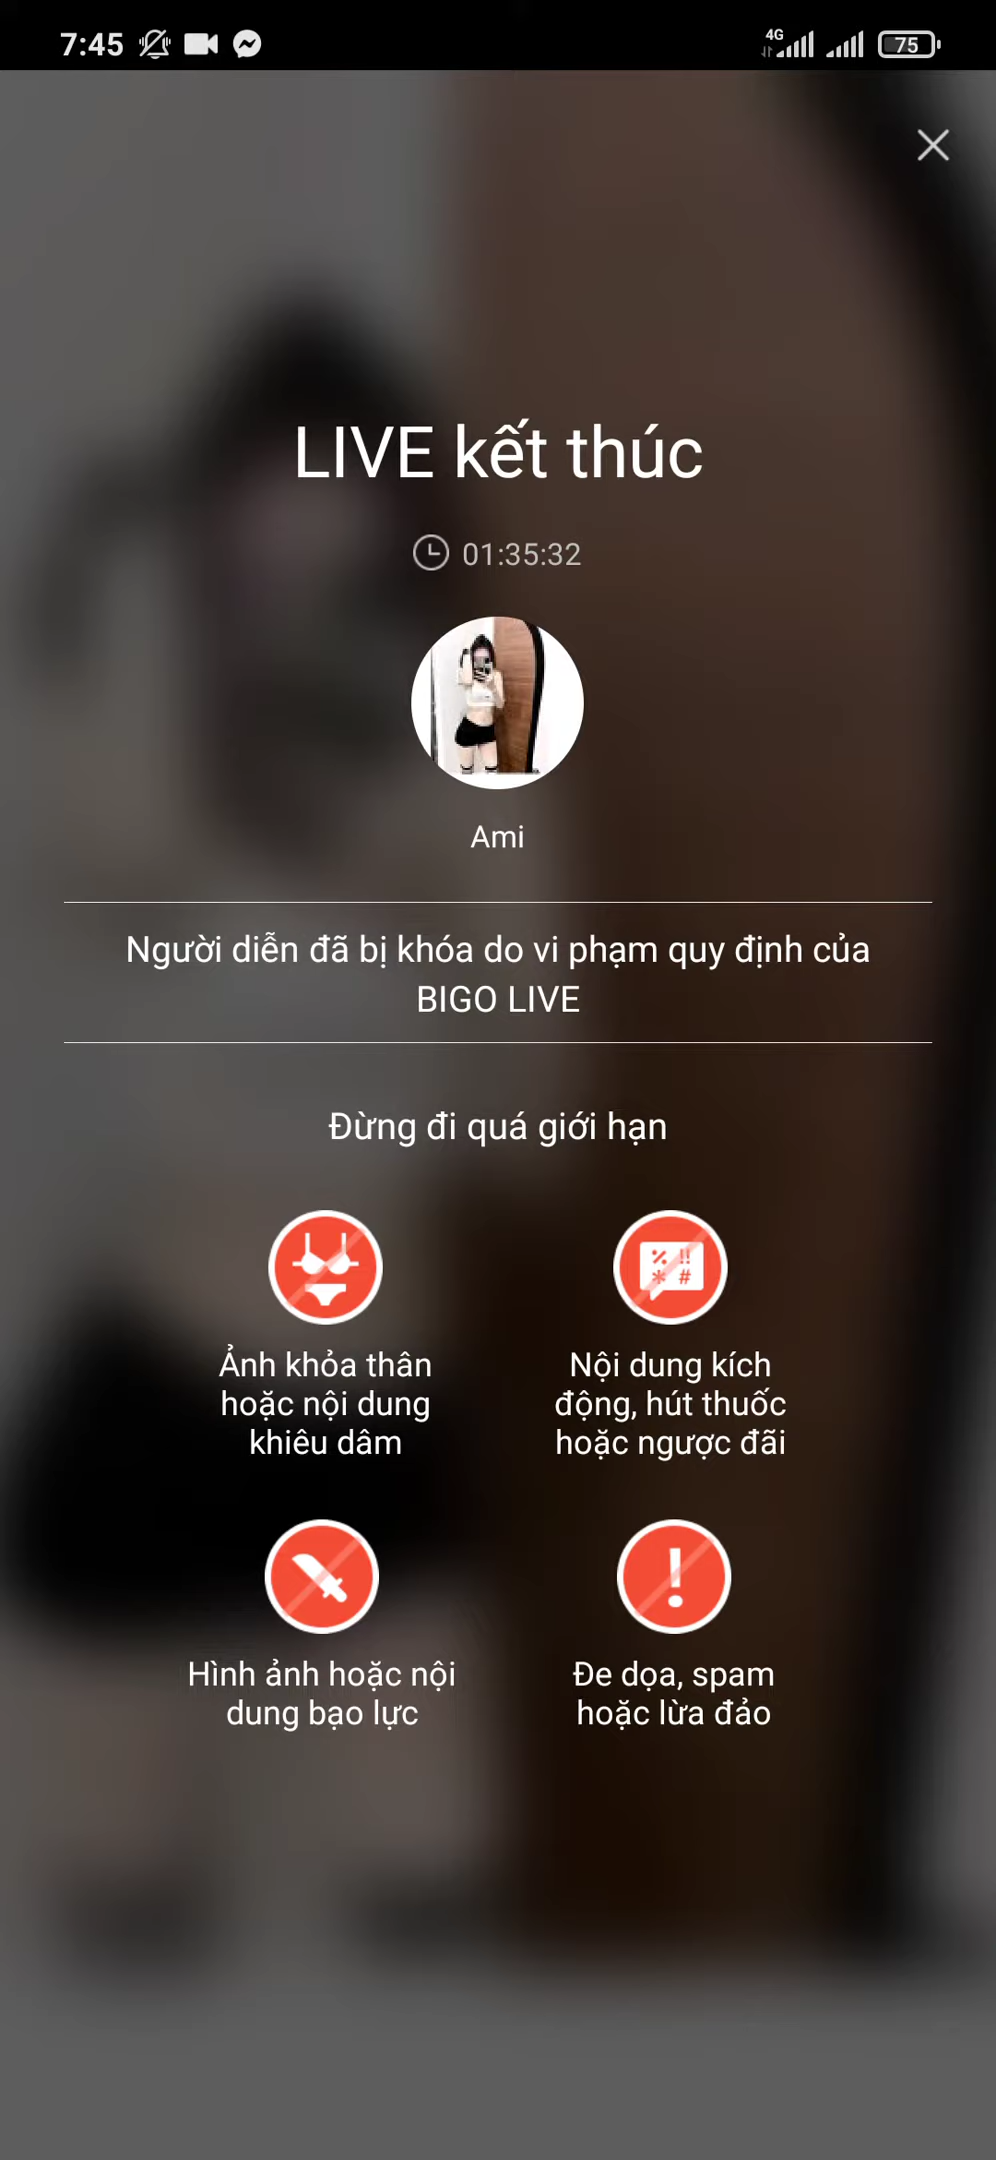 7:45
4G
75
LIVE kết thúc
01:35:32
Ami
Người diễn đã bị khóa do vi phạm quy định của
BIGO LIVE
Đừng đi quá giới hạn
Ảnh khỏa thân
hoặc nội dung
khiêu dâm
Nội dung kích
động, hút thuốc
hoặc ngược đãi
Hình ảnh hoặc nội
dung bạo lực
Đe dọa, spam
hoặc lừa đảo